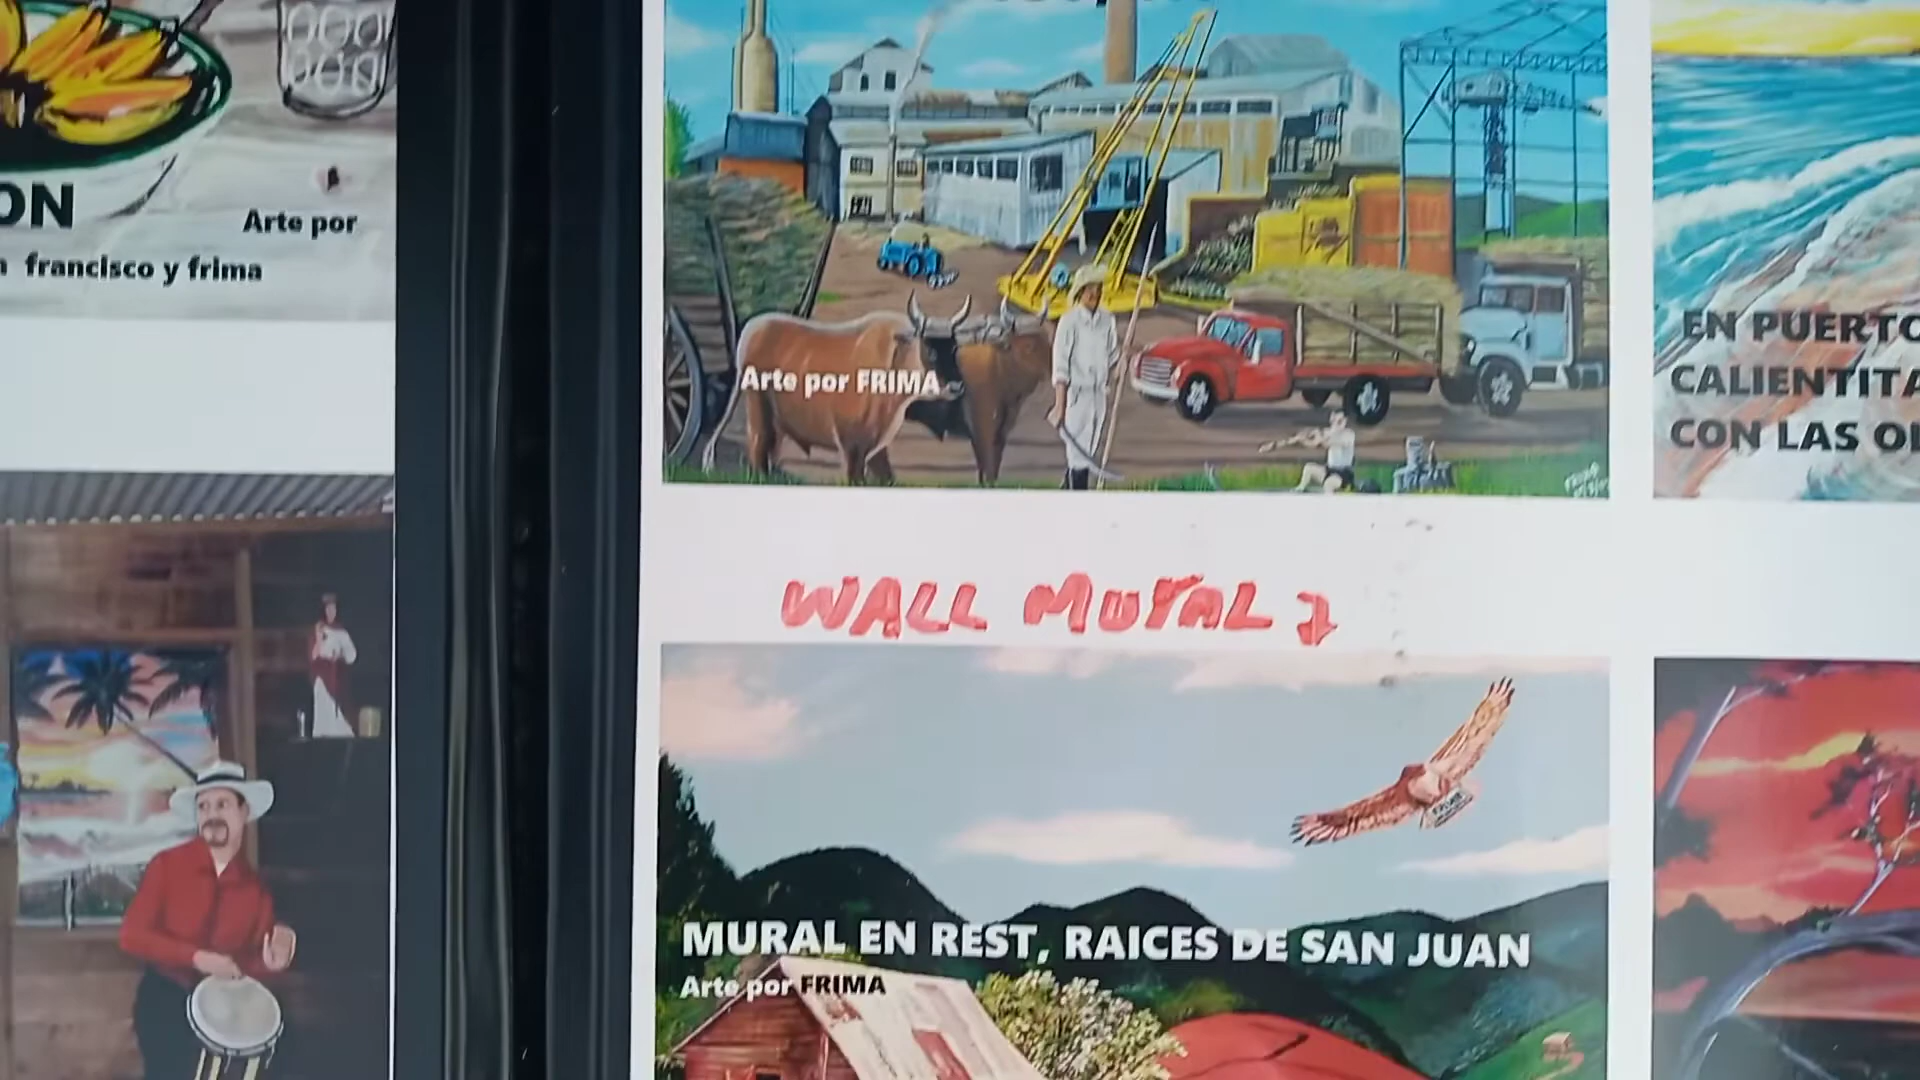 ON
Arte por
francisco y frima
Arte por FRIMA
EN PUERTO
CALIENTITA
CON LAS
WALL MURAL
MURAL EN REST, RAICES DE SAN JUAN
Arte por FRIMA